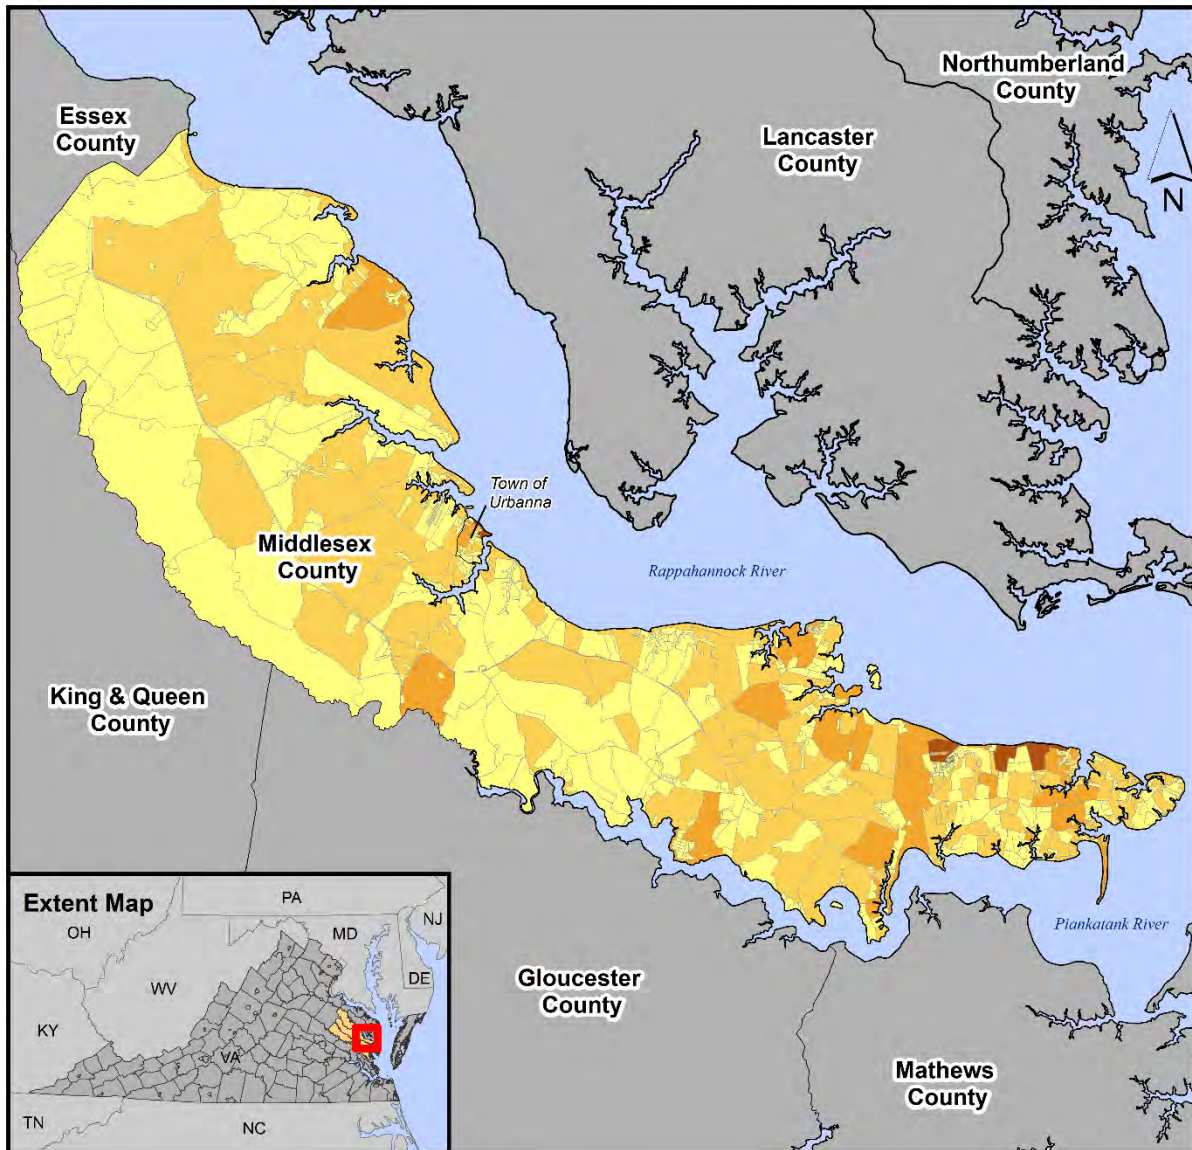 Northumberland
County
Essex
County
Lancaster
County
N
Town of
Urbanna
Middlesex
County
Rappahannock River
King & Queen
County
Extent Map
PA
NJ
OH
MD
DE
WV
KY
VA
TN
NC
Gloucester
County
Piankatank River
Mathews
County